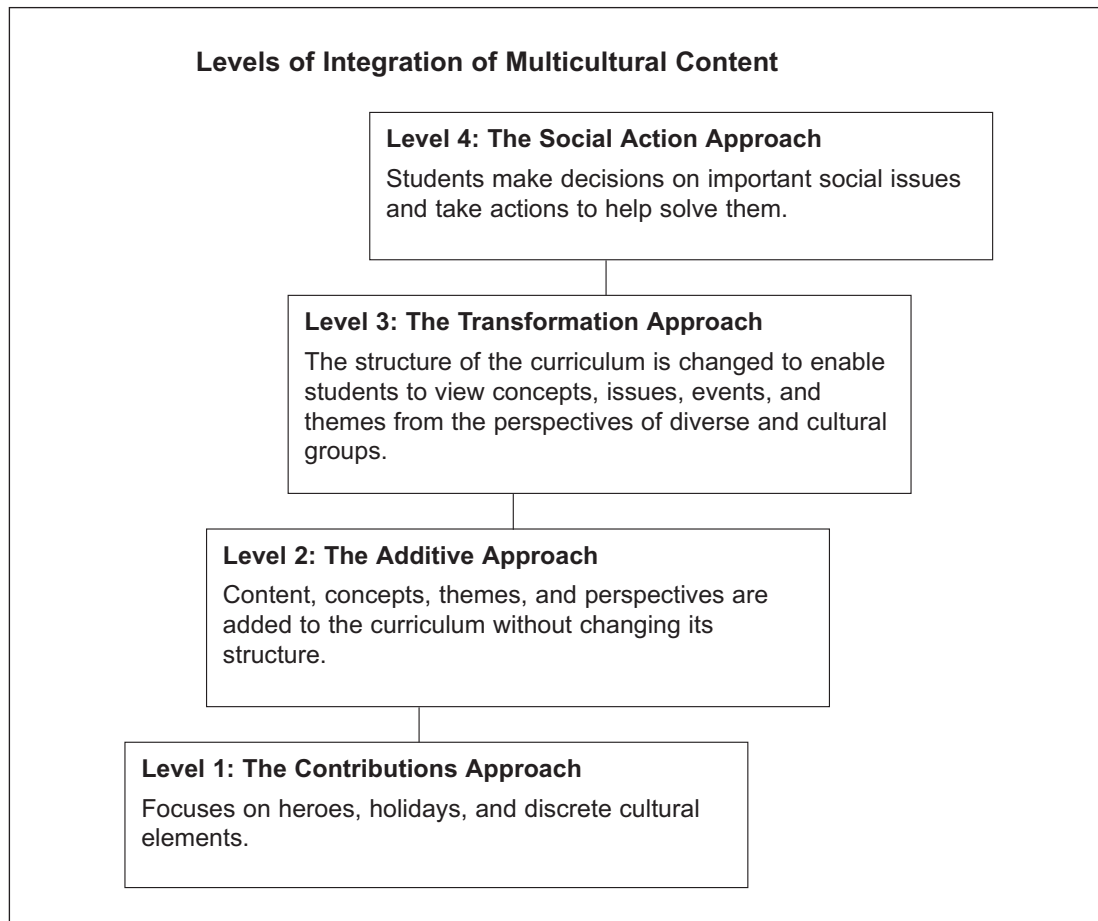 Levels of Integration of Multicultural Content
Level 4: The Social Action Approach
Students make decisions on important social issues
and take actions to help solve them.
Level 3: The Transformation Approach
The structure of the curriculum is changed to enable
students to view concepts, issues, events, and
themes from the perspectives of diverse and cultural
groups.
Level 2: The Additive Approach
Content, concepts, themes, and perspectives are
added to the curriculum without changing its
structure.
Level 1: The Contributions Approach
Focuses on heroes, holidays, and discrete cultural
elements.